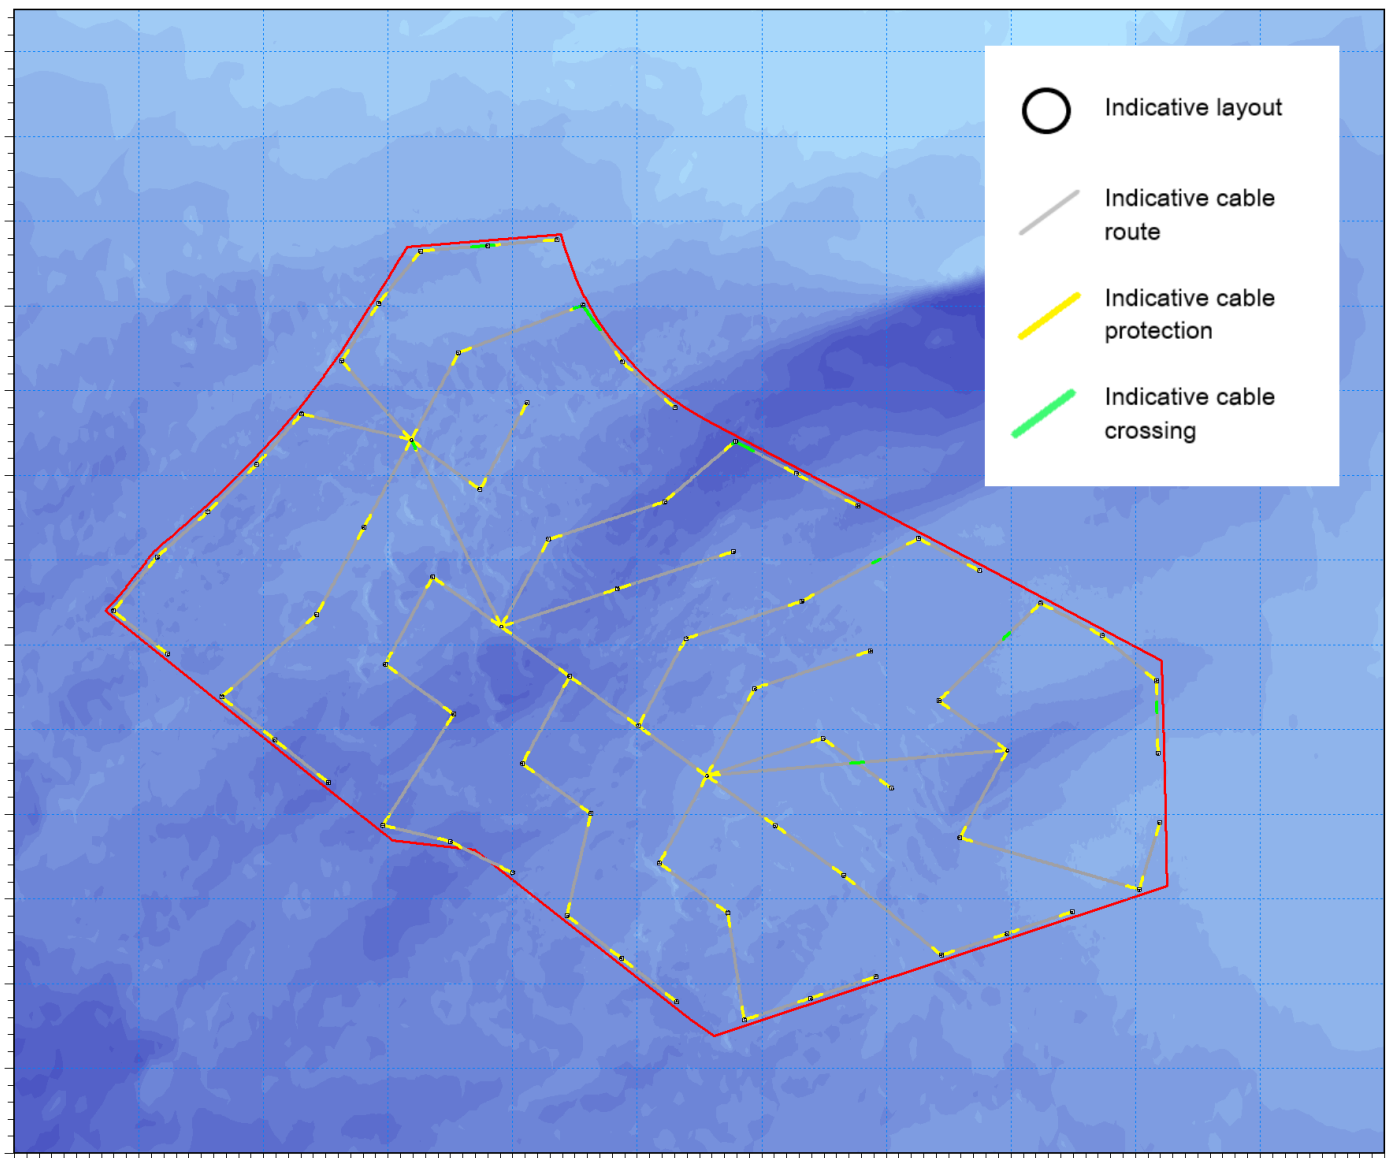 Indicative layout
Indicative cable
route
Indicative cable
protection
Indicative cable
crossing